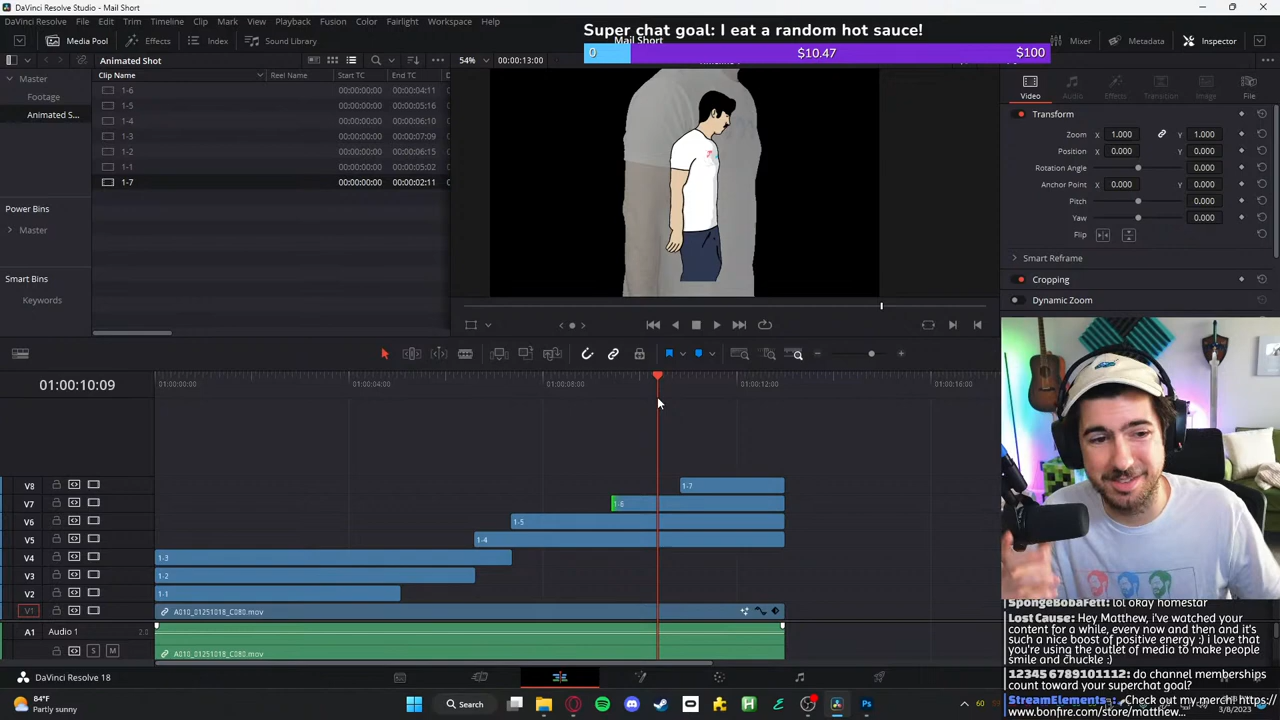 DaVinci Resolve Studio - Mail Short
DaVinci Resolve File Edit Trim Timeline Clip Mark View Playback Fusion Color Fairlight Workspace Help
Super chat goal: I eat a random hot sauce!
Media Pool Effects Index Sound Library
Mail Short
Mixer Metadata Inspector
0 $10.47 $100
Master
Footage
Animated S...
Power Bins
Master
Smart Bins
Keywords
Animated Shot
54% 00:00:13:00
Clip Name Reel Name Start TC End TC
1-6 00:00:00:00 00:00:04:11
1-5 00:00:00:00 00:00:05:16
1-4 00:00:00:00 00:00:06:10
1-3 00:00:00:00 00:00:07:09
1-2 00:00:00:00 00:00:06:15
1-1 00:00:00:00 00:00:05:02
1-7 00:00:00:00 00:00:02:11
Video Audio Effects Transition Image File
Transform
Zoom X 1.000 Y 1.000
Position X 0.000 Y 0.000
Rotation Angle 0.000
Anchor Point X 0.000 Y 0.000
Pitch 0.000
Yaw 0.000
Flip
Smart Reframe
Cropping
Dynamic Zoom
01:00:10:09
01:00:00:00 01:00:04:00 01:00:08:00 01:00:12:00 01:00:16:00
V8 1-7
V7 1-6
V6 1-5
V5 1-4
V4 1-3
V3 1-2
V2 1-1
V1 A010_01251018_C080.mov
A1 Audio 1 2.0
S M A010_01251018_C080.mov
SpongeBobaFett: lol okay homestar
Lost Cause: Hey Matthew, i've watched your
content for a while, every now and then and it's
such a nice boost of positive energy :) i love that
you're using the outlet of media to make people
smile and chuckle :)
12345 6789101112: do channel memberships
count toward your superchat goal?
StreamElements: Check out my merch! https:/
/www.bonfire.com/store/matthew..
DaVinci Resolve 18
84°F
Partly sunny
Search
60
3/8/2023